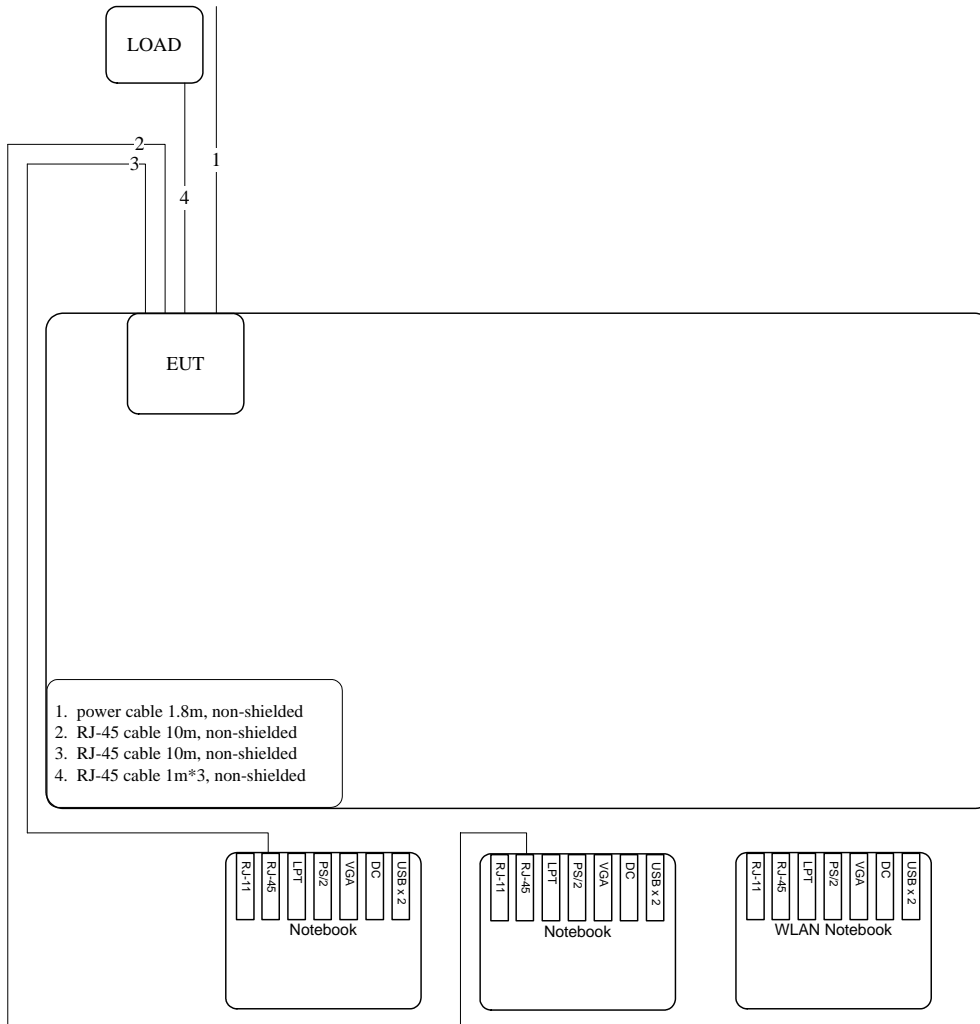 LOAD
2
3
1
4
EUT
1. power cable 1.8m, non-shielded
2. RJ-45 cable 10m, non-shielded
3. RJ-45 cable 10m, non-shielded
4. RJ-45 cable 1m*3, non-shielded
RJ-11
RJ-45
LPT
PS/2
VGA
DC
USB x 2
Notebook
RJ-11
RJ-45
LPT
PS/2
VGA
DC
USB x 2
Notebook
RJ-11
RJ-45
LPT
PS/2
VGA
DC
USB x 2
WLAN Notebook